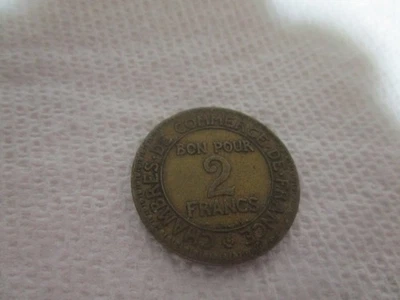 CHAMBRES · DE · COMMERCE · DE · FRANCE
BON POUR
2
FRANCS